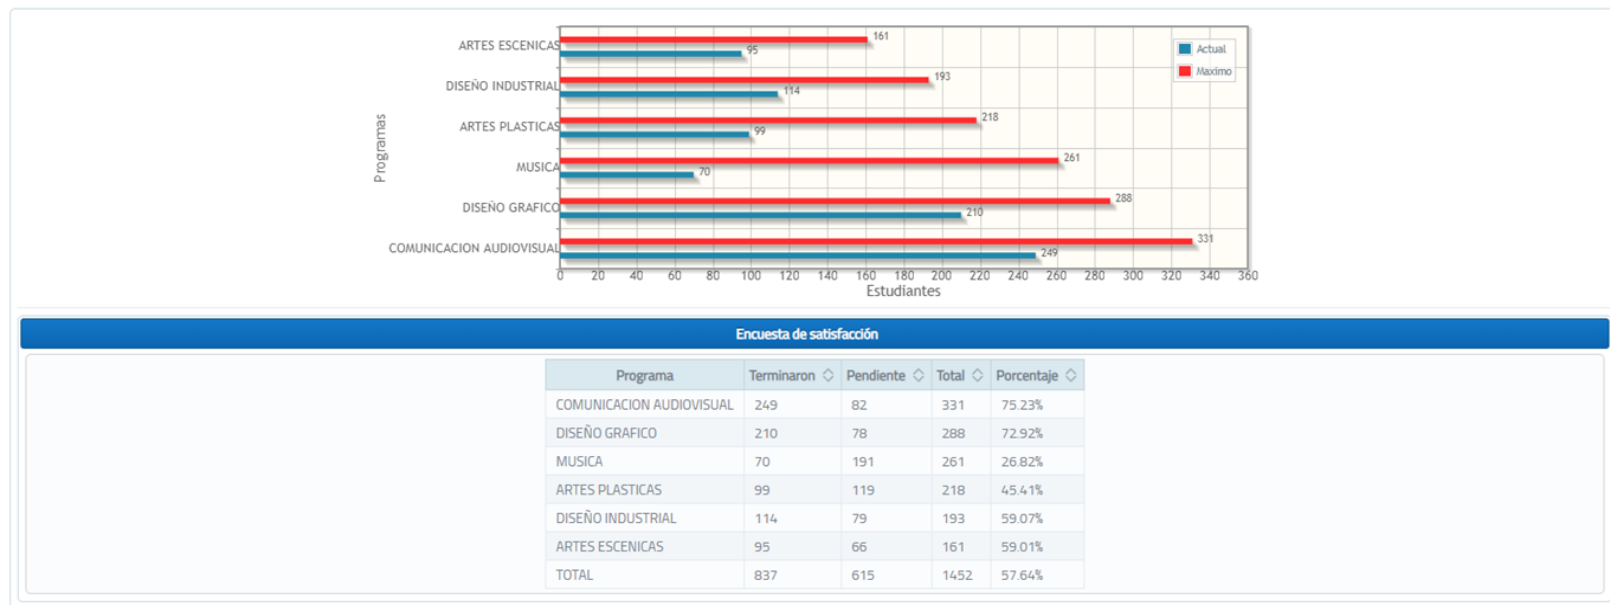 ARTES ESCENICAS
161
95
DISEÑO INDUSTRIAL
193
114
ARTES PLASTICAS
218
99
MUSICA
261
70
DISEÑO GRAFICO
288
210
COMUNICACION AUDIOVISUAL
331
249
Programas
Actual
Maximo
0 20 40 60 80 100 120 140 160 180 200 220 240 260 280 300 320 340 360
Estudiantes
Encuesta de satisfacción
Programa Terminaron Pendiente Total Porcentaje
COMUNICACION AUDIOVISUAL 249 82 331 75.23%
DISEÑO GRAFICO 210 78 288 72.92%
MUSICA 70 191 261 26.82%
ARTES PLASTICAS 99 119 218 45.41%
DISEÑO INDUSTRIAL 114 79 193 59.07%
ARTES ESCENICAS 95 66 161 59.01%
TOTAL 837 615 1452 57.64%